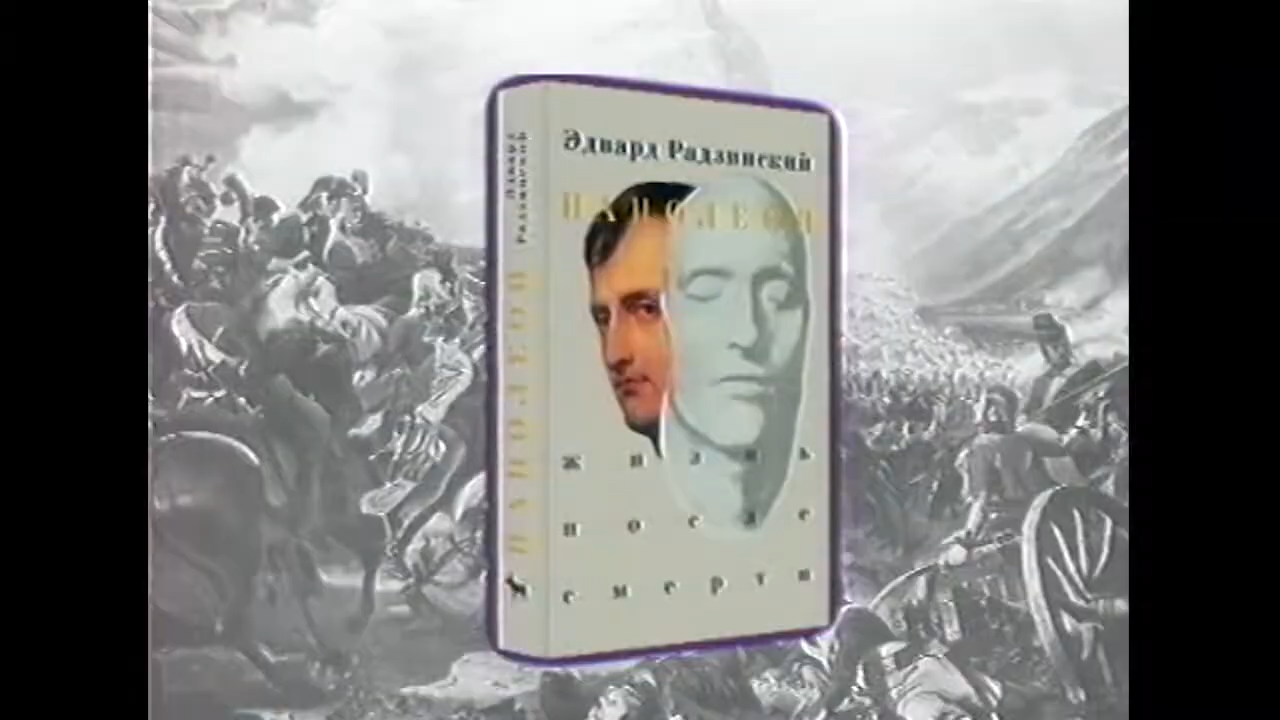 Эдвард Радзинский
НАПОЛЕОН
жизнь
после
смерти
Эдвард
Радзинский
НАПОЛЕОН